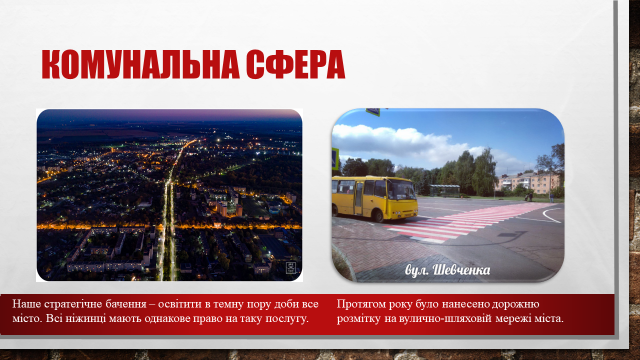 КОМУНАЛЬНА СФЕРА
вул. Шевченка
Наше стратегічне бачення – освітити в темну пору доби все
місто. Всі ніжинці мають однакове право на таку послугу.
Протягом року було нанесено дорожню
розмітку на вулично-шляховій мережі міста.